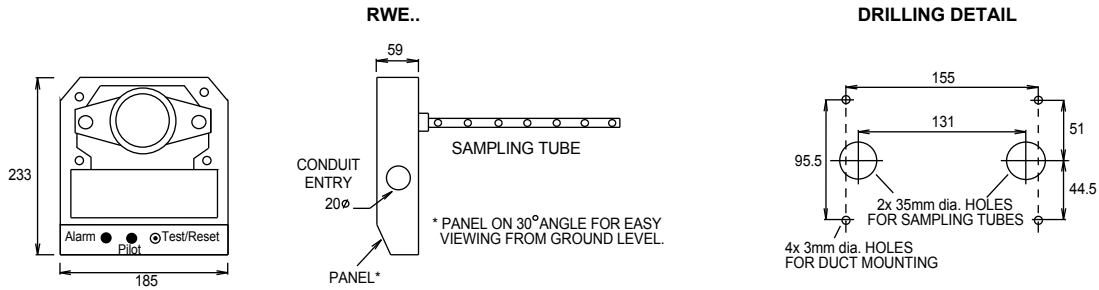 RWE..
DRILLING DETAIL
233
Alarm
Pilot
Test/Reset
185
59
SAMPLING TUBE
CONDUIT
ENTRY
20ø
* PANEL ON 30° ANGLE FOR EASY
VIEWING FROM GROUND LEVEL.
PANEL*
155
131
51
95.5
44.5
2x 35mm dia. HOLES
FOR SAMPLING TUBES
4x 3mm dia. HOLES
FOR DUCT MOUNTING